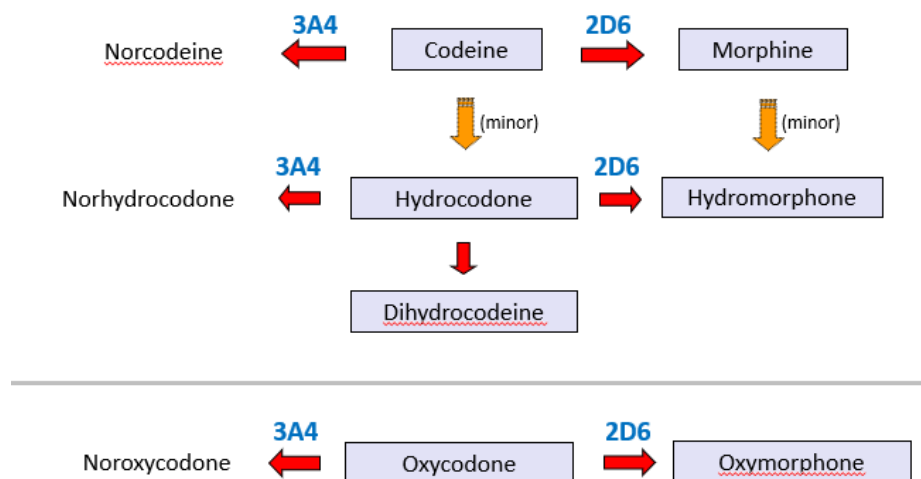 3A4 2D6
Norcodeine Codeine Morphine
(minor) (minor)
3A4 2D6
Norhydrocodone Hydrocodone Hydromorphone
Dihydrocodeine
3A4 2D6
Noroxycodone Oxycodone Oxymorphone